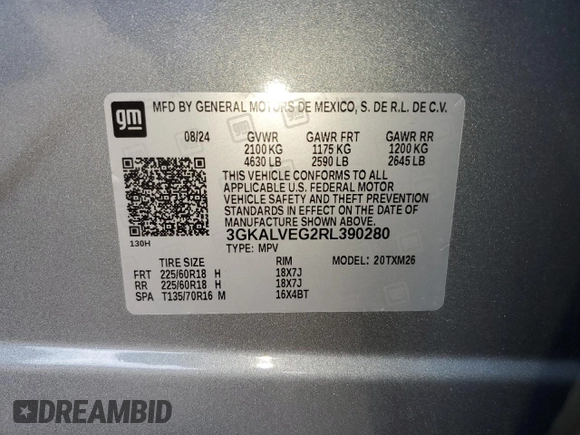 gm MFD BY GENERAL MOTORS DE MEXICO, S. DE R.L. DE C.V.
08/24 GVWR GAWR FRT GAWR RR
2100 KG 1175 KG 1200 KG
4630 LB 2590 LB 2645 LB
THIS VEHICLE CONFORMS TO ALL
APPLICABLE U.S. FEDERAL MOTOR
VEHICLE SAFETY AND THEFT PREVENTION
STANDARDS IN EFFECT ON THE DATE OF
MANUFACTURE SHOWN ABOVE.
3GKALVEG2RL390280
130H
TYPE: MPV
TIRE SIZE RIM MODEL: 20TXM26
FRT 225/60R18 H 18X7J
RR 225/60R18 H 18X7J
SPA T135/70R16 M 16X4BT
DREAMBID